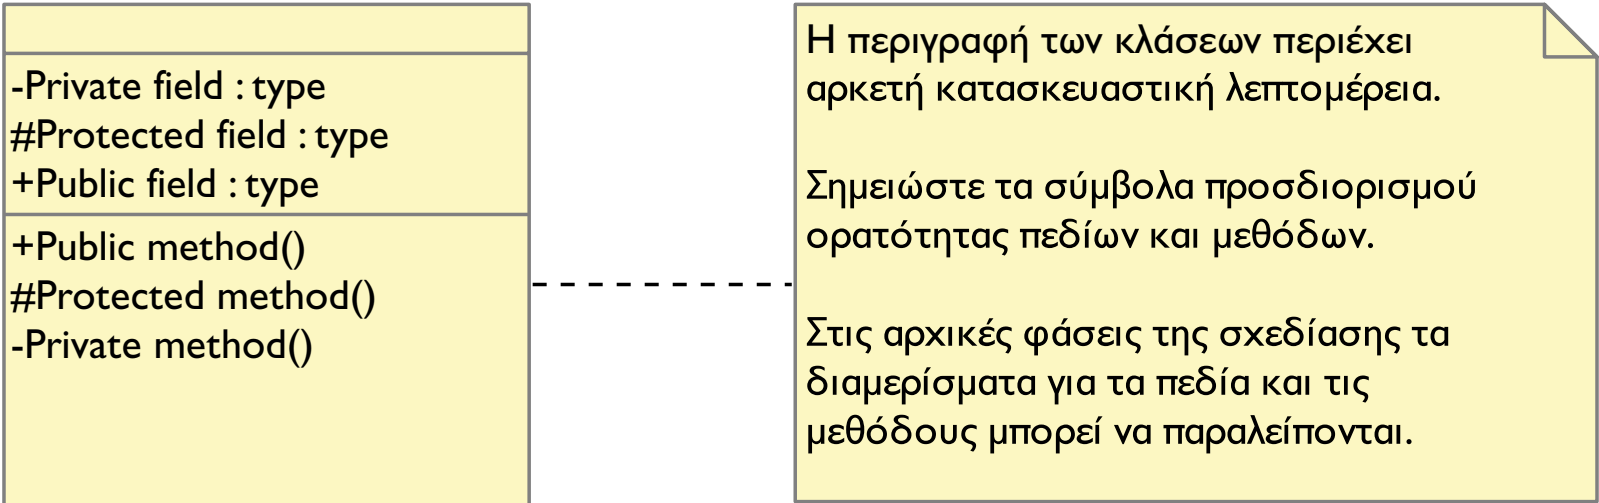 -Private field : type
#Protected field : type
+Public field : type
+Public method()
#Protected method()
-Private method()
Η περιγραφή των κλάσεων περιέχει
αρκετή κατασκευαστική λεπτομέρεια.
Σημειώστε τα σύμβολα προσδιορισμού
ορατότητας πεδίων και μεθόδων.
Στις αρχικές φάσεις της σχεδίασης τα
διαμερίσματα για τα πεδία και τις
μεθόδους μπορεί να παραλείπονται.